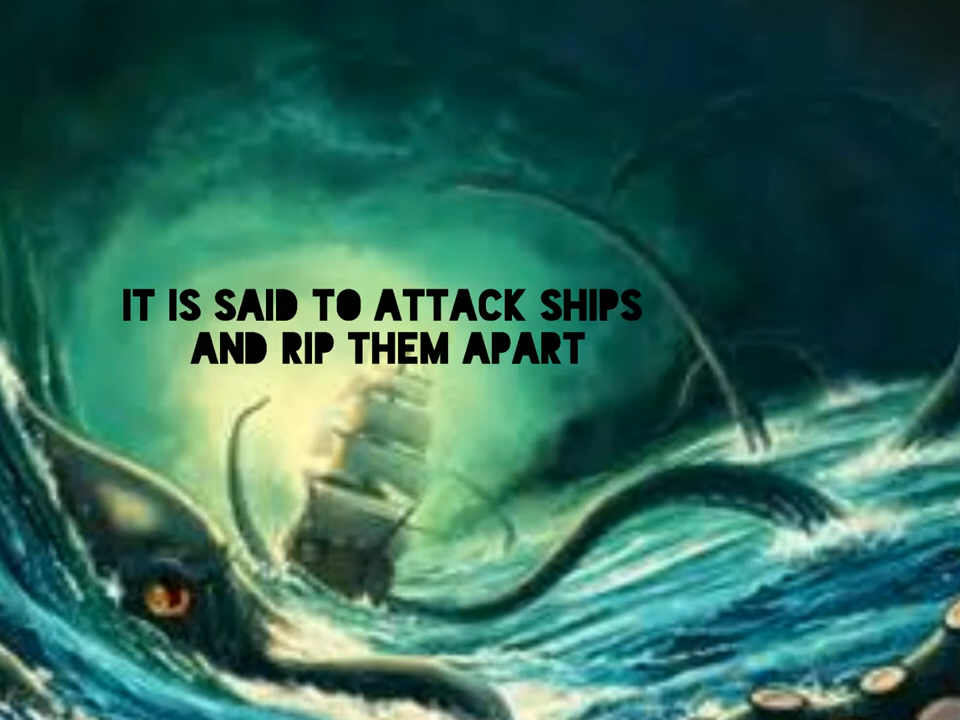 IT IS SAID TO ATTACK SHIPS
AND RIP THEM APART